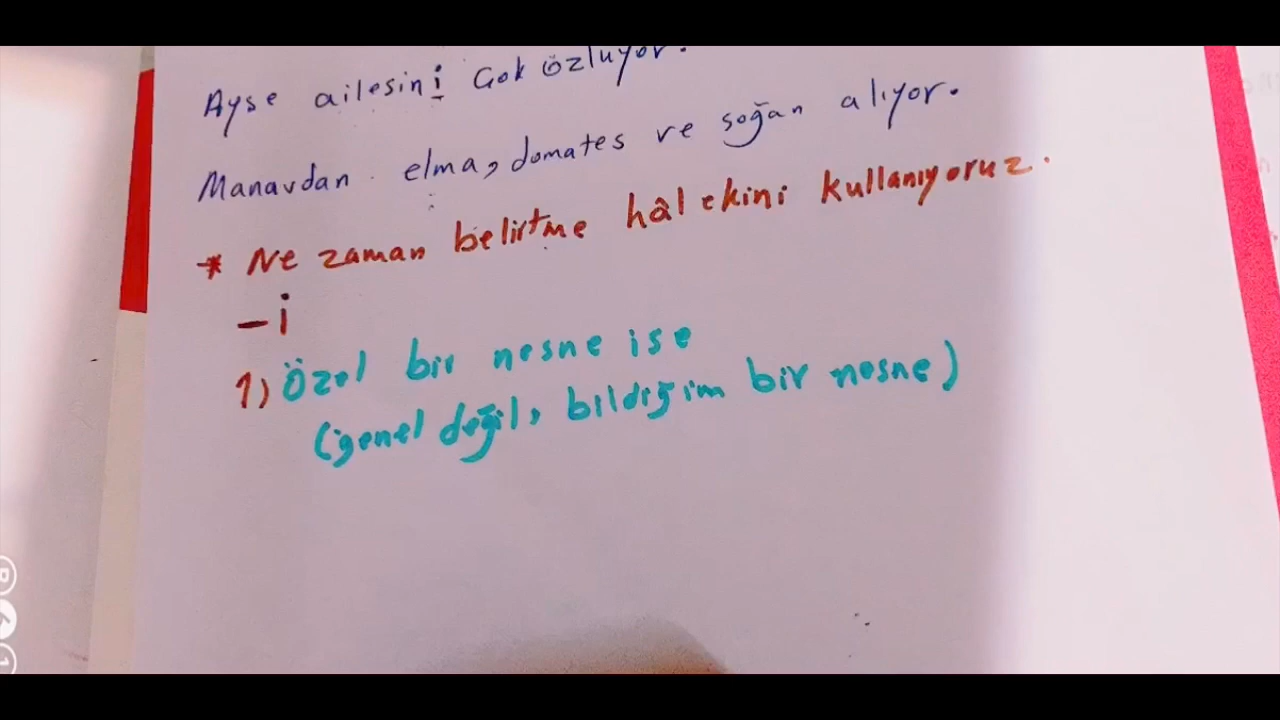 Ayşe ailesini Çok özlüyor.
Manavdan elma, domates ve soğan alıyor.
* Ne zaman belirtme hâl ekini kullanıyoruz.
-i
1) Özel bir nesne ise
(genel değil, bildiğim bir nesne)